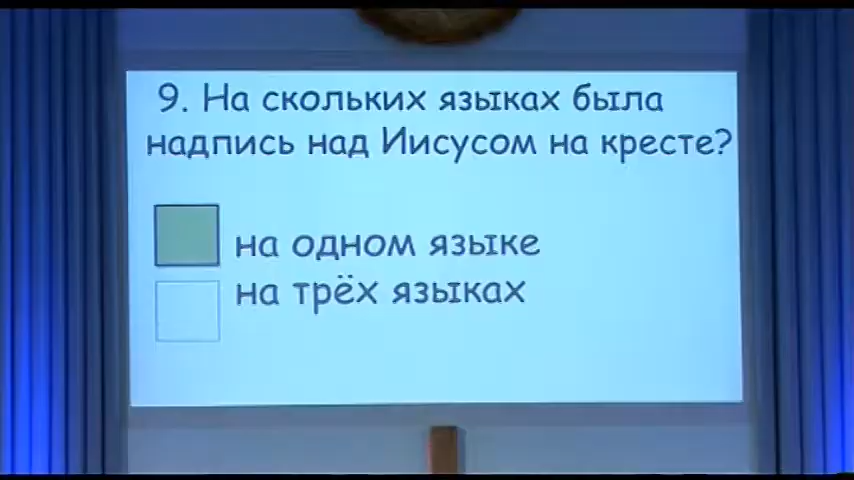 9. На скольких языках была
надпись над Иисусом на кресте?
на одном языке
на трёх языках